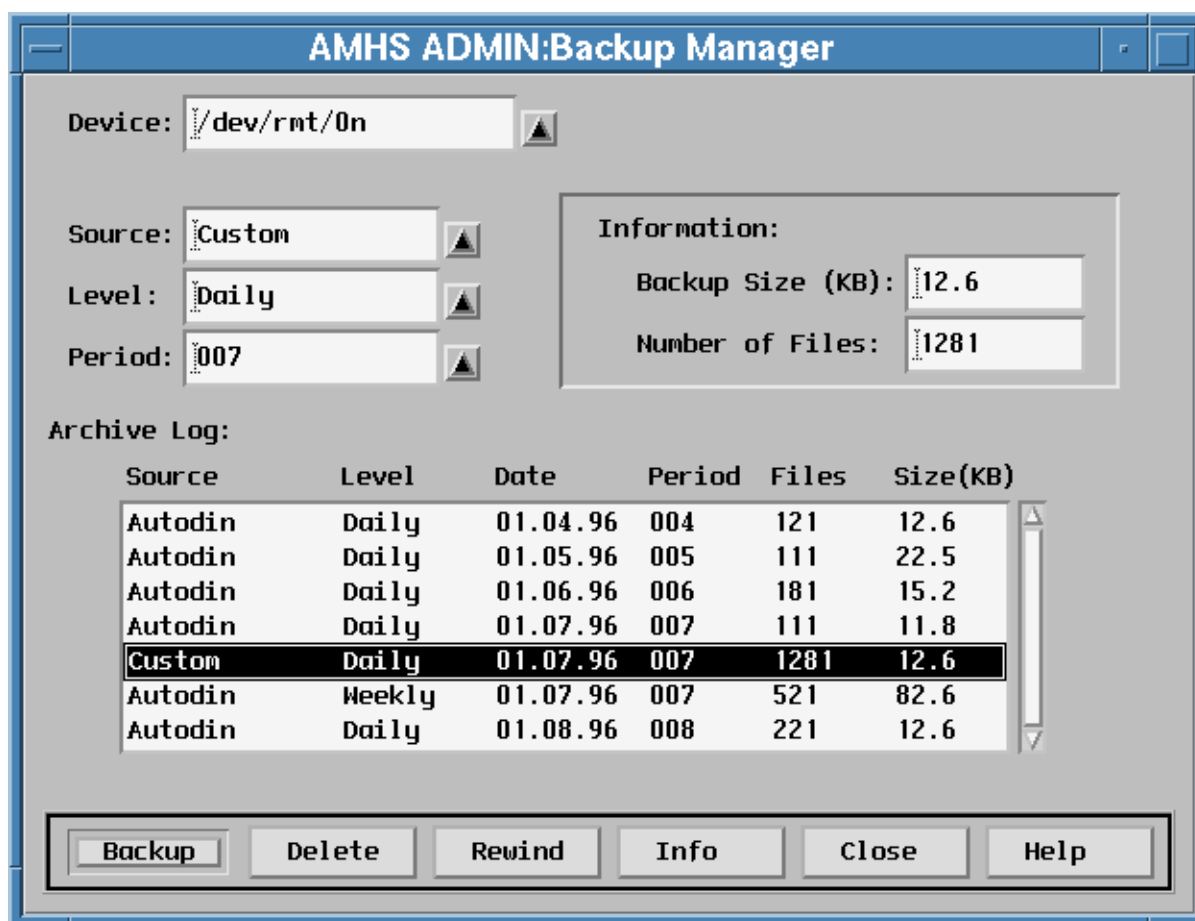 AMHS ADMIN:Backup Manager
Device: /dev/rmt/0n
Source: Custom
Level: Daily
Period: 007
Information:
Backup Size (KB): 12.6
Number of Files: 1281
Archive Log:
Source Level Date Period Files Size(KB)
Autodin Daily 01.04.96 004 121 12.6
Autodin Daily 01.05.96 005 111 22.5
Autodin Daily 01.06.96 006 181 15.2
Autodin Daily 01.07.96 007 111 11.8
Custom Daily 01.07.96 007 1281 12.6
Autodin Weekly 01.07.96 007 521 82.6
Autodin Daily 01.08.96 008 221 12.6
Backup Delete Rewind Info Close Help